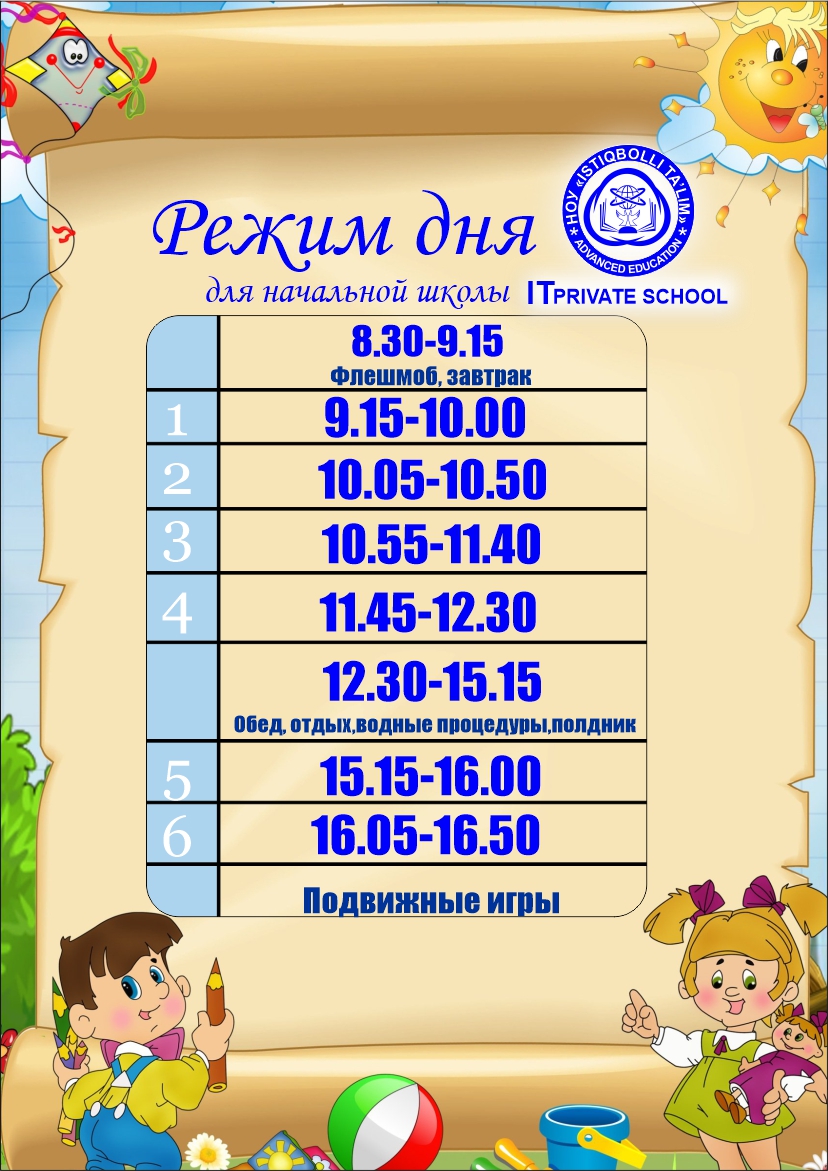 Режим дня
НОУ «ISTIQBOLLI TA'LIM»
ADVANCED EDUCATION
для начальной школы
IT PRIVATE SCHOOL
8.30-9.15
Флешмоб, завтрак
1 9.15-10.00
2 10.05-10.50
3 10.55-11.40
4 11.45-12.30
12.30-15.15
Обед, отдых,водные процедуры,полдник
5 15.15-16.00
6 16.05-16.50
Подвижные игры